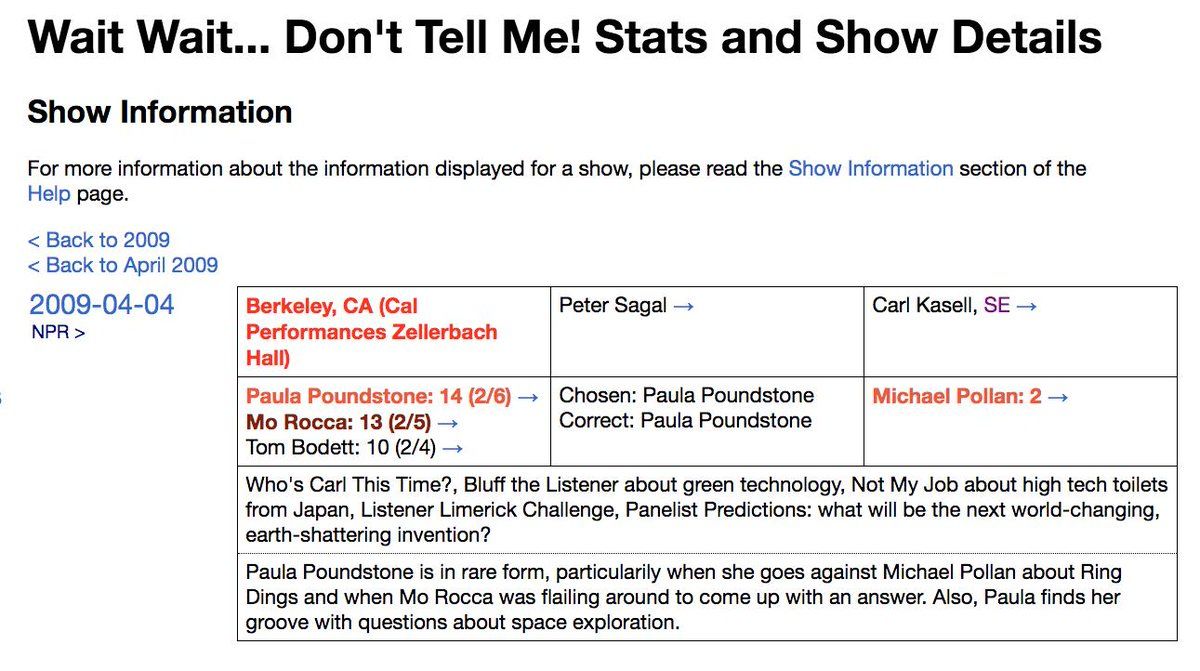 Wait Wait... Don't Tell Me! Stats and Show Details
Show Information
For more information about the information displayed for a show, please read the Show Information section of the
Help page.
< Back to 2009
< Back to April 2009
2009-04-04
NPR >
Berkeley, CA (Cal
Performances Zellerbach
Hall)
Peter Sagal →
Carl Kasell, SE →
Paula Poundstone: 14 (2/6) →
Mo Rocca: 13 (2/5) →
Tom Bodett: 10 (2/4) →
Chosen: Paula Poundstone
Correct: Paula Poundstone
Michael Pollan: 2 →
Who's Carl This Time?, Bluff the Listener about green technology, Not My Job about high tech toilets
from Japan, Listener Limerick Challenge, Panelist Predictions: what will be the next world-changing,
earth-shattering invention?
Paula Poundstone is in rare form, particularily when she goes against Michael Pollan about Ring
Dings and when Mo Rocca was flailing around to come up with an answer. Also, Paula finds her
groove with questions about space exploration.